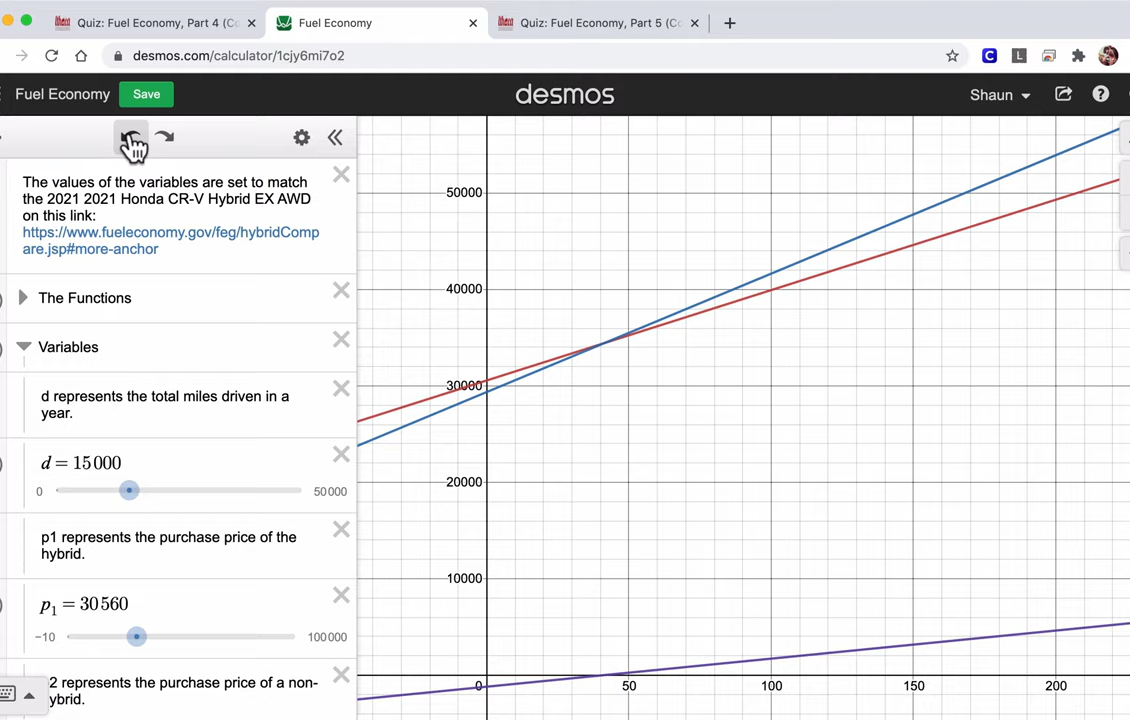 Quiz: Fuel Economy, Part 4 (Co
Fuel Economy
Quiz: Fuel Economy, Part 5 (Co
desmos.com/calculator/1cjy6mi7o2
C
L
Fuel Economy
Save
desmos
Shaun
The values of the variables are set to match
the 2021 2021 Honda CR-V Hybrid EX AWD
on this link:
https://www.fueleconomy.gov/feg/hybridComp
are.jsp#more-anchor
The Functions
Variables
d represents the total miles driven in a
year.
d = 15000
0
50000
p1 represents the purchase price of the
hybrid.
p₁ = 30560
−10
100000
2 represents the purchase price of a non-
ybrid.
50000
40000
30000
20000
10000
0
50
100
150
200